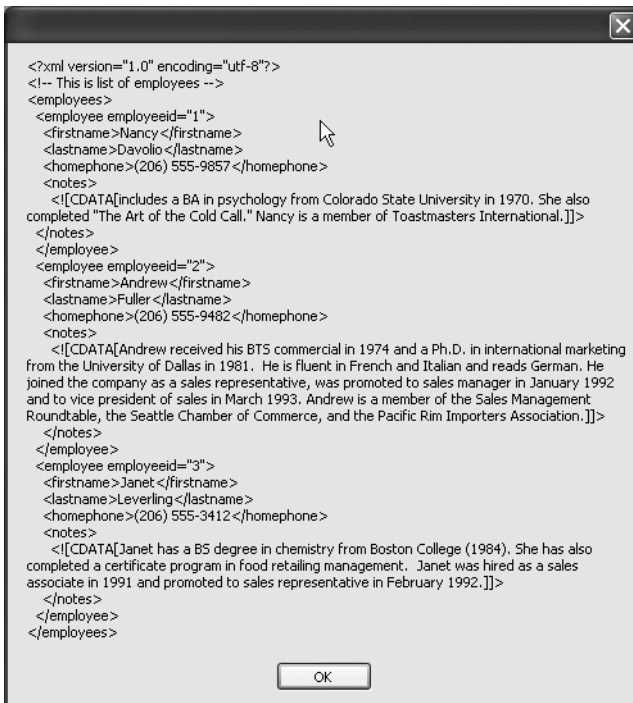 <?xml version="1.0" encoding="utf-8"?>
<!-- This is list of employees -->
<employees>
<employee employeeid="1">
<firstname>Nancy</firstname>
<lastname>Davolio</lastname>
<homephone>(206) 555-9857</homephone>
<notes>
<![CDATA[includes a BA in psychology from Colorado State University in 1970. She also
completed "The Art of the Cold Call." Nancy is a member of Toastmasters International.]]>
</notes>
</employee>
<employee employeeid="2">
<firstname>Andrew</firstname>
<lastname>Fuller</lastname>
<homephone>(206) 555-9482</homephone>
<notes>
<![CDATA[Andrew received his BTS commercial in 1974 and a Ph.D. in international marketing
from the University of Dallas in 1981.  He is fluent in French and Italian and reads German. He
joined the company as a sales representative, was promoted to sales manager in January 1992
and to vice president of sales in March 1993. Andrew is a member of the Sales Management
Roundtable, the Seattle Chamber of Commerce, and the Pacific Rim Importers Association.]]>
</notes>
</employee>
<employee employeeid="3">
<firstname>Janet</firstname>
<lastname>Leverling</lastname>
<homephone>(206) 555-3412</homephone>
<notes>
<![CDATA[Janet has a BS degree in chemistry from Boston College (1984). She has also
completed a certificate program in food retailing management.  Janet was hired as a sales
associate in 1991 and promoted to sales representative in February 1992.]]>
</notes>
</employee>
</employees>
OK